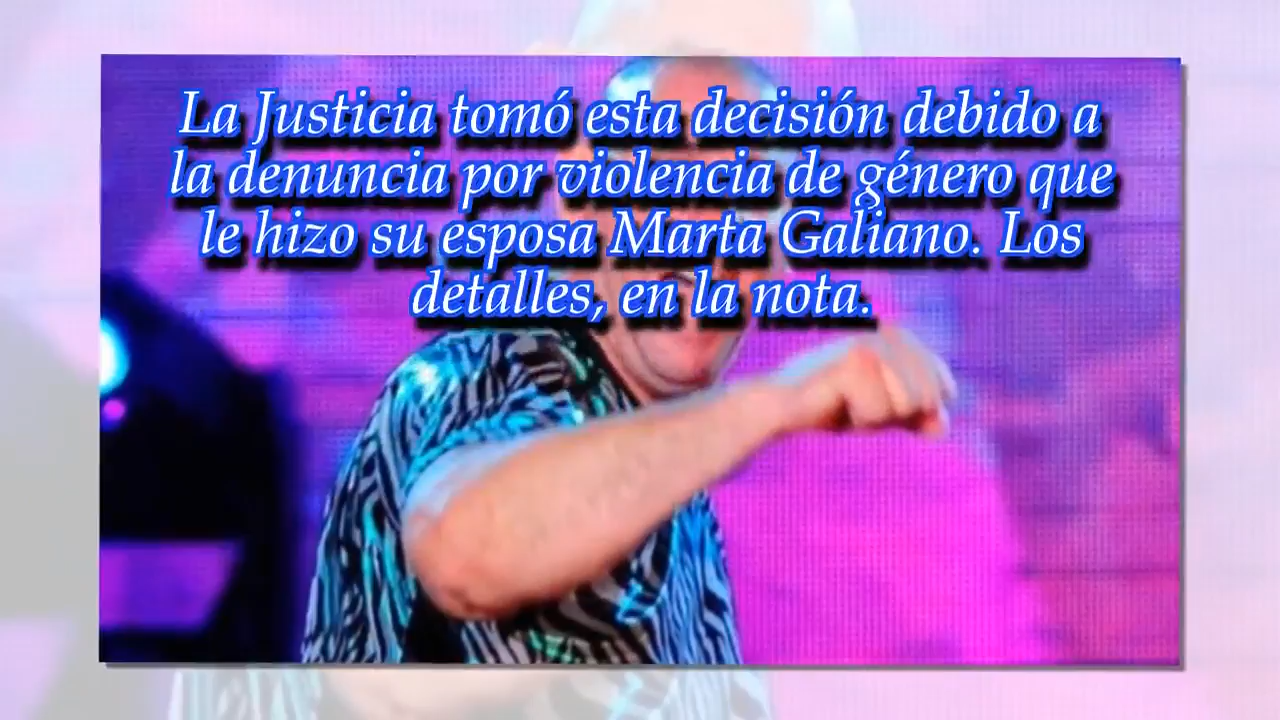 La Justicia tomó esta decisión debido a
la denuncia por violencia de género que
le hizo su esposa Marta Galiano. Los
detalles, en la nota.